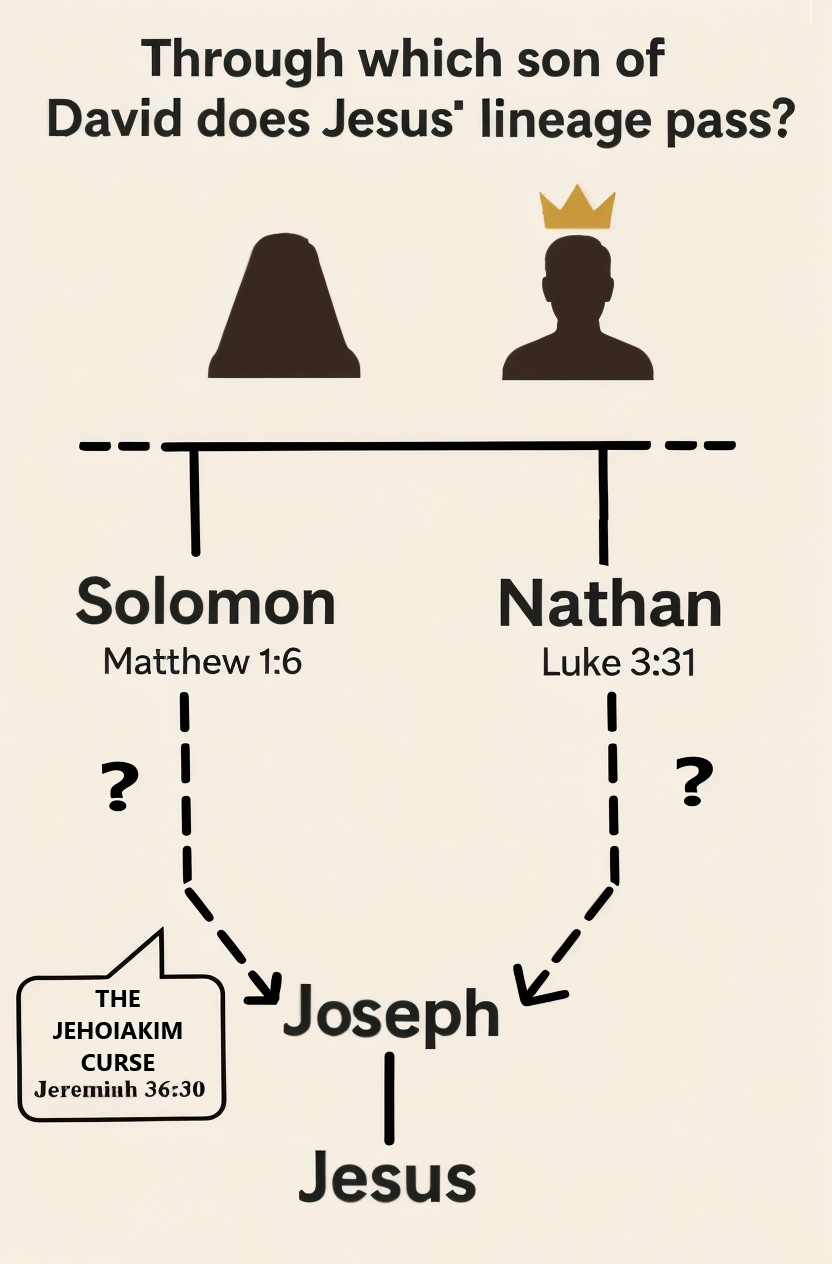 Through which son of
David does Jesus' lineage pass?
Solomon
Nathan
Matthew 1:6
Luke 3:31
?
?
THE
JEHOIAKIM
CURSE
Jeremiah 36:30
Joseph
Jesus